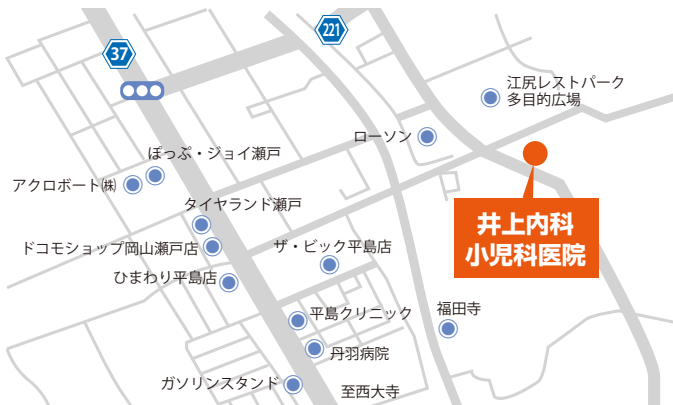 221
37
江尻レストパーク
多目的広場
ローソン
ぽっぷ・ジョイ瀬戸
アクロボート㈱
タイヤランド瀬戸
井上内科
小児科医院
ドコモショップ岡山瀬戸店
ザ・ビック平島店
ひまわり平島店
平島クリニック
福田寺
丹羽病院
ガソリンスタンド
至西大寺